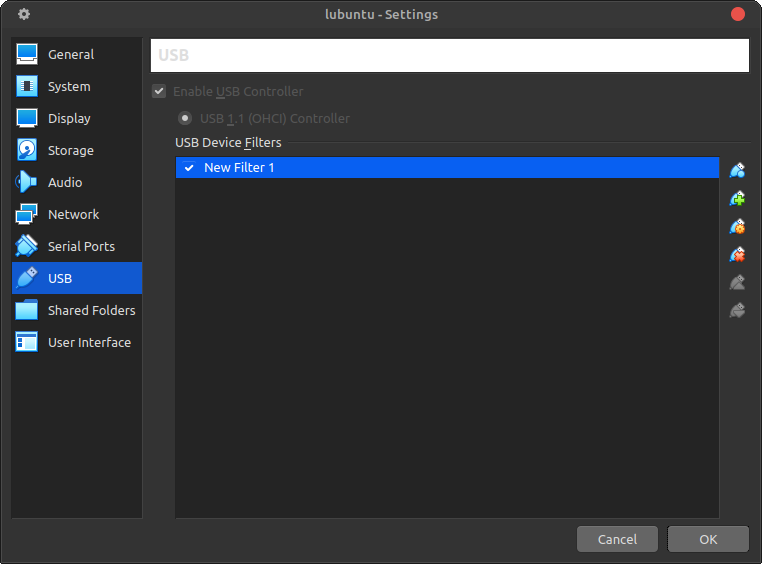 lubuntu - Settings
General
System
Display
Storage
Audio
Network
Serial Ports
USB
Shared Folders
User Interface
USB
Enable USB Controller
USB 1.1 (OHCI) Controller
USB Device Filters
New Filter 1
Cancel
OK